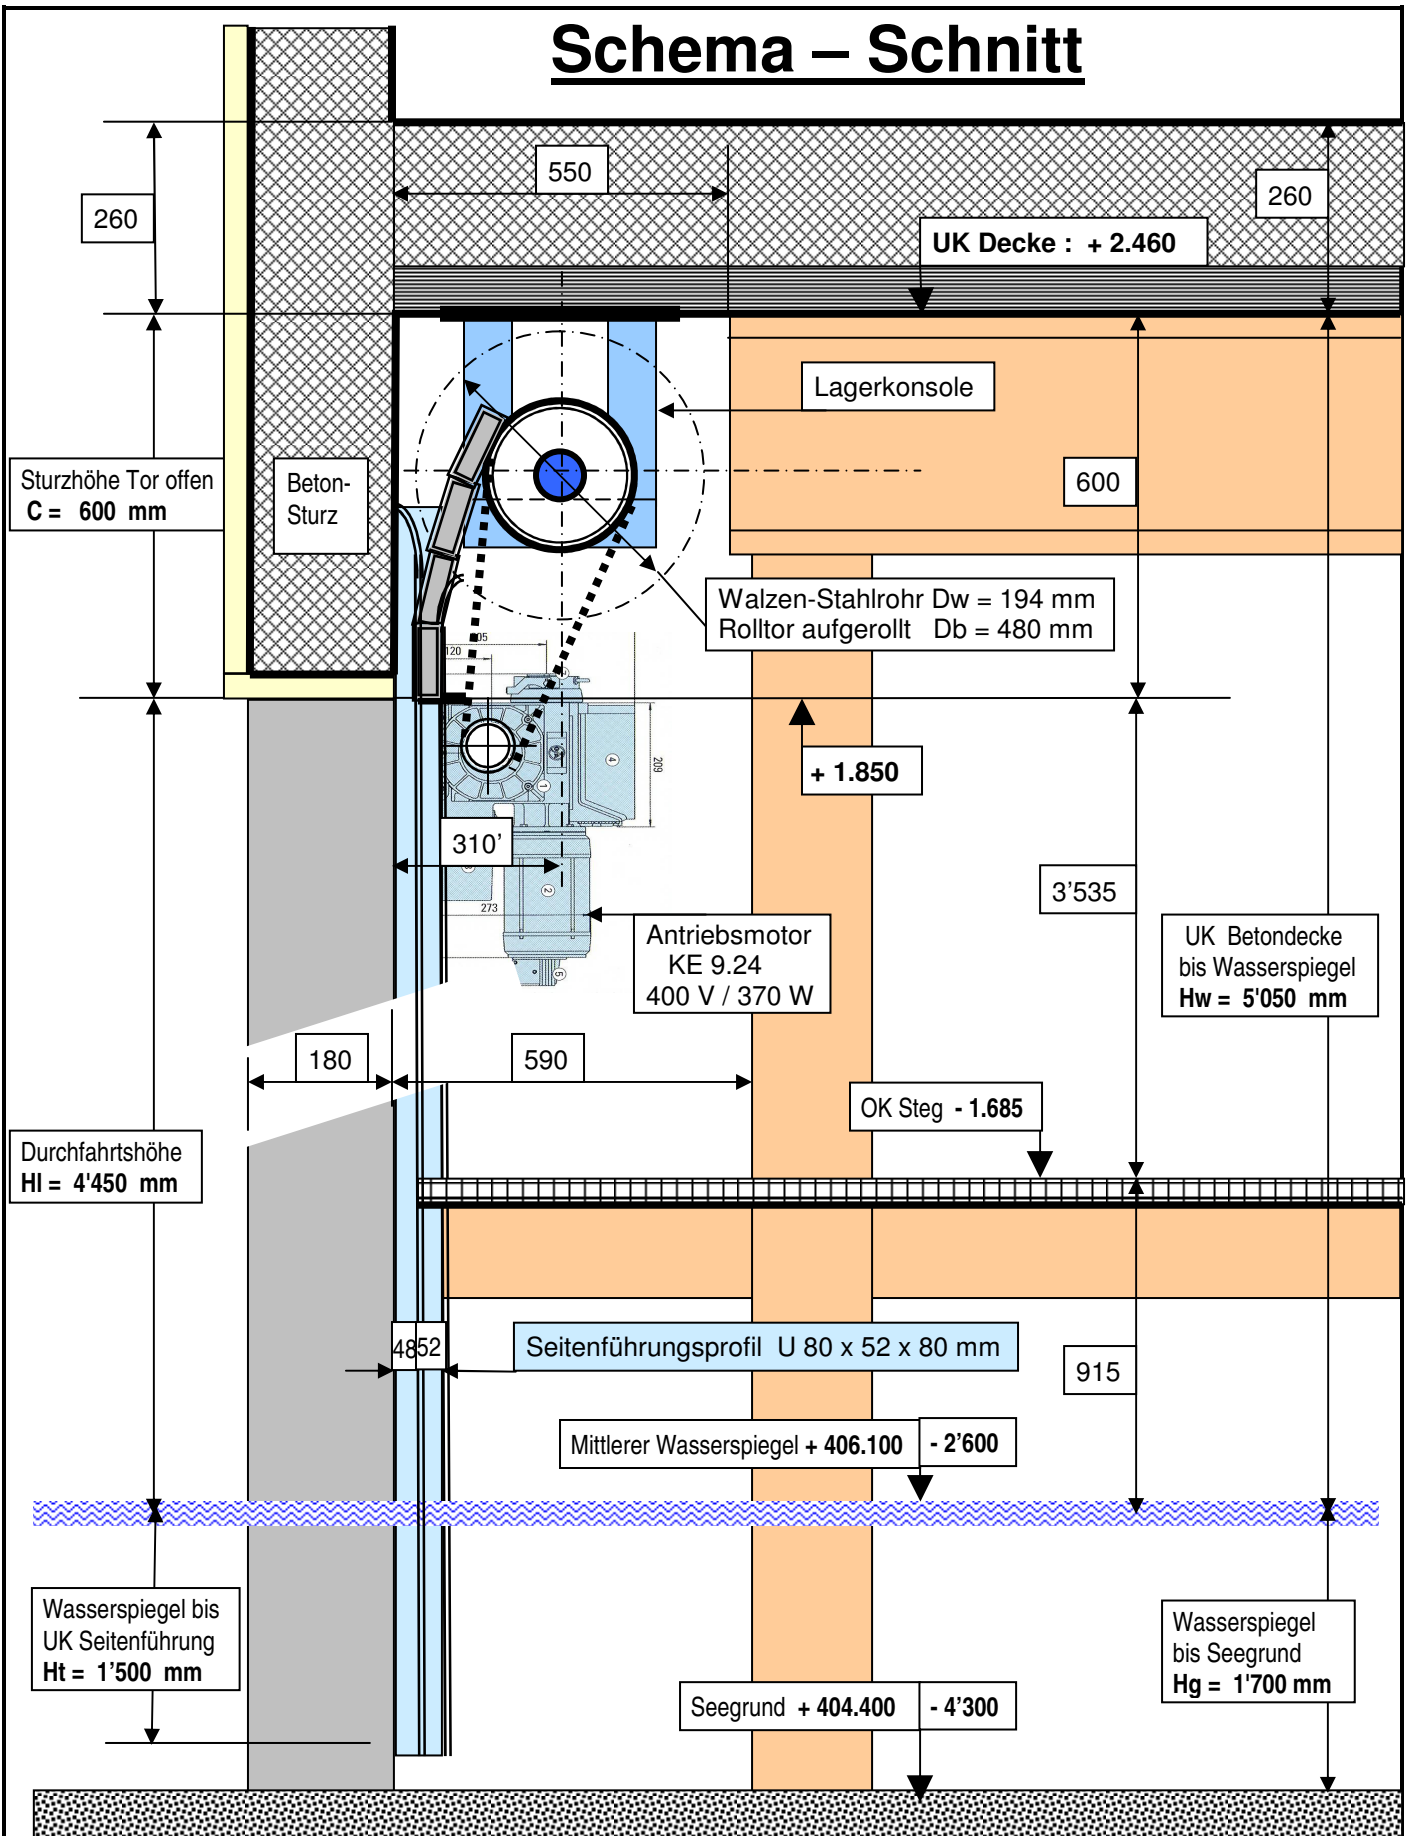 Schema – Schnitt
550
260
260
UK Decke : + 2.460
Lagerkonsole
Sturzhöhe Tor offen
C = 600 mm
Beton-
Sturz
600
Walzen-Stahlrohr Dw = 194 mm
Rolltor aufgerollt Db = 480 mm
120
+ 1.850
209
4
1
310'
3'535
2
273
Antriebsmotor
KE 9.24
400 V / 370 W
5
UK Betondecke
bis Wasserspiegel
Hw = 5'050 mm
180
590
OK Steg - 1.685
Durchfahrtshöhe
Hl = 4'450 mm
48
52
Seitenführungsprofil U 80 x 52 x 80 mm
915
Mittlerer Wasserspiegel + 406.100
- 2'600
Wasserspiegel bis
UK Seitenführung
Ht = 1'500 mm
Wasserspiegel
bis Seegrund
Hg = 1'700 mm
Seegrund + 404.400
- 4'300